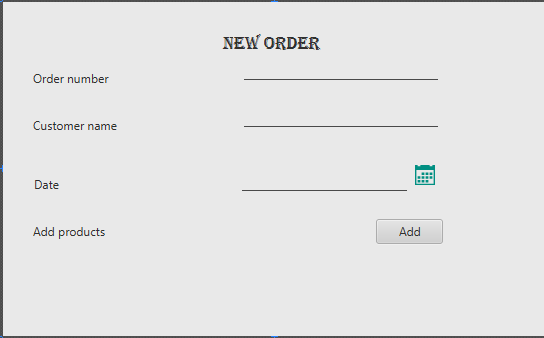 NEW ORDER
Order number
Customer name
Date
Add products
Add